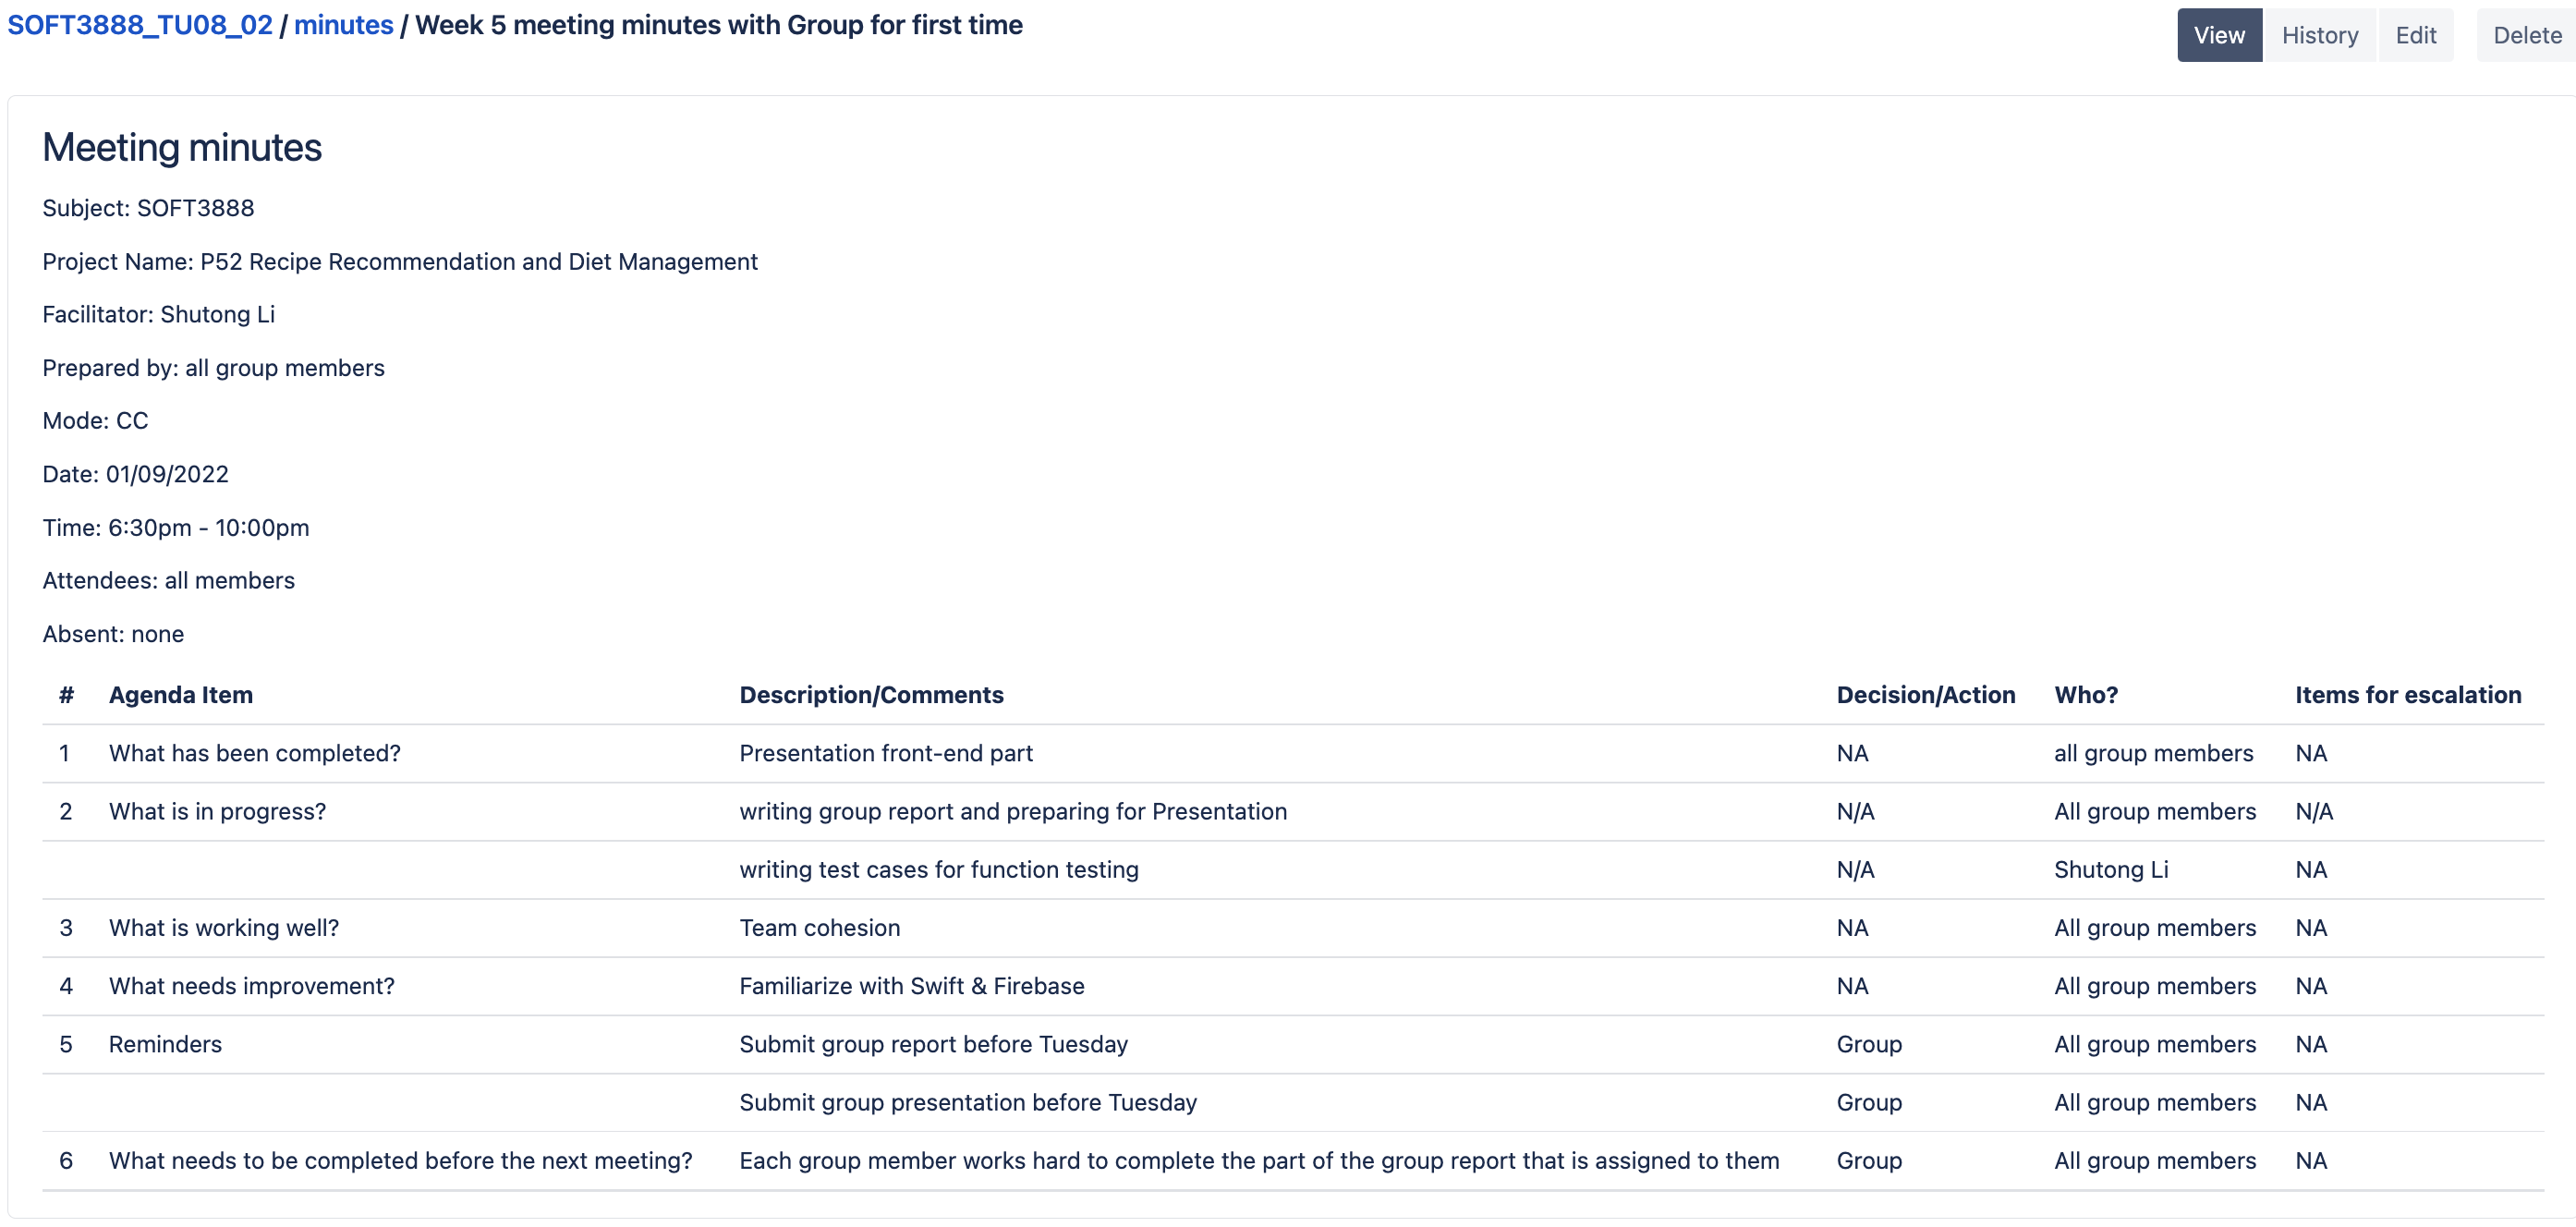 SOFT3888_TU08_02 / minutes / Week 5 meeting minutes with Group for first time
View History Edit Delete
Meeting minutes
Subject: SOFT3888
Project Name: P52 Recipe Recommendation and Diet Management
Facilitator: Shutong Li
Prepared by: all group members
Mode: CC
Date: 01/09/2022
Time: 6:30pm - 10:00pm
Attendees: all members
Absent: none
# Agenda Item Description/Comments Decision/Action Who? Items for escalation
1 What has been completed? Presentation front-end part NA all group members NA
2 What is in progress? writing group report and preparing for Presentation N/A All group members N/A
writing test cases for function testing N/A Shutong Li NA
3 What is working well? Team cohesion NA All group members NA
4 What needs improvement? Familiarize with Swift & Firebase NA All group members NA
5 Reminders Submit group report before Tuesday Group All group members NA
Submit group presentation before Tuesday Group All group members NA
6 What needs to be completed before the next meeting? Each group member works hard to complete the part of the group report that is assigned to them Group All group members NA